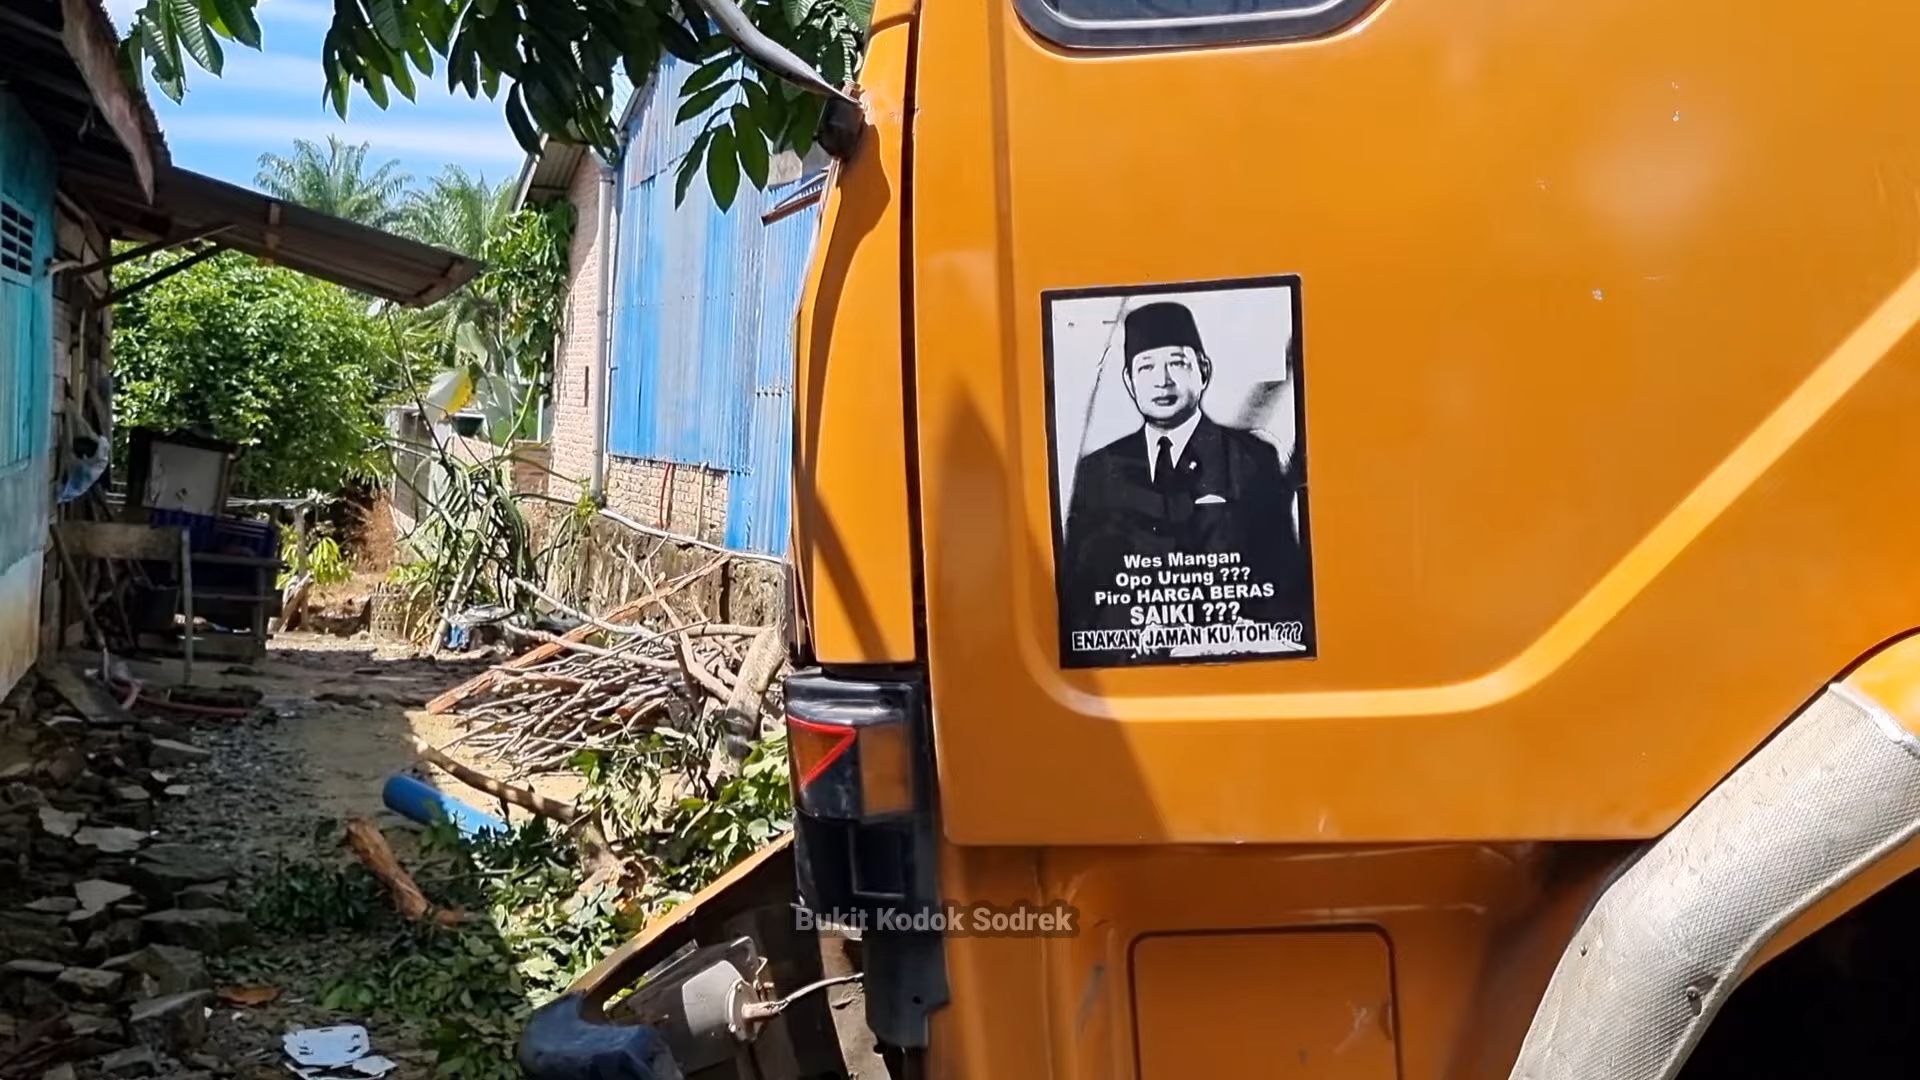 Wes Mangan
Opo Urung ???
Piro HARGA BERAS
SAIKI ???
ENAKAN JAMAN KU TOH ???
Bukit Kodok Sodrek